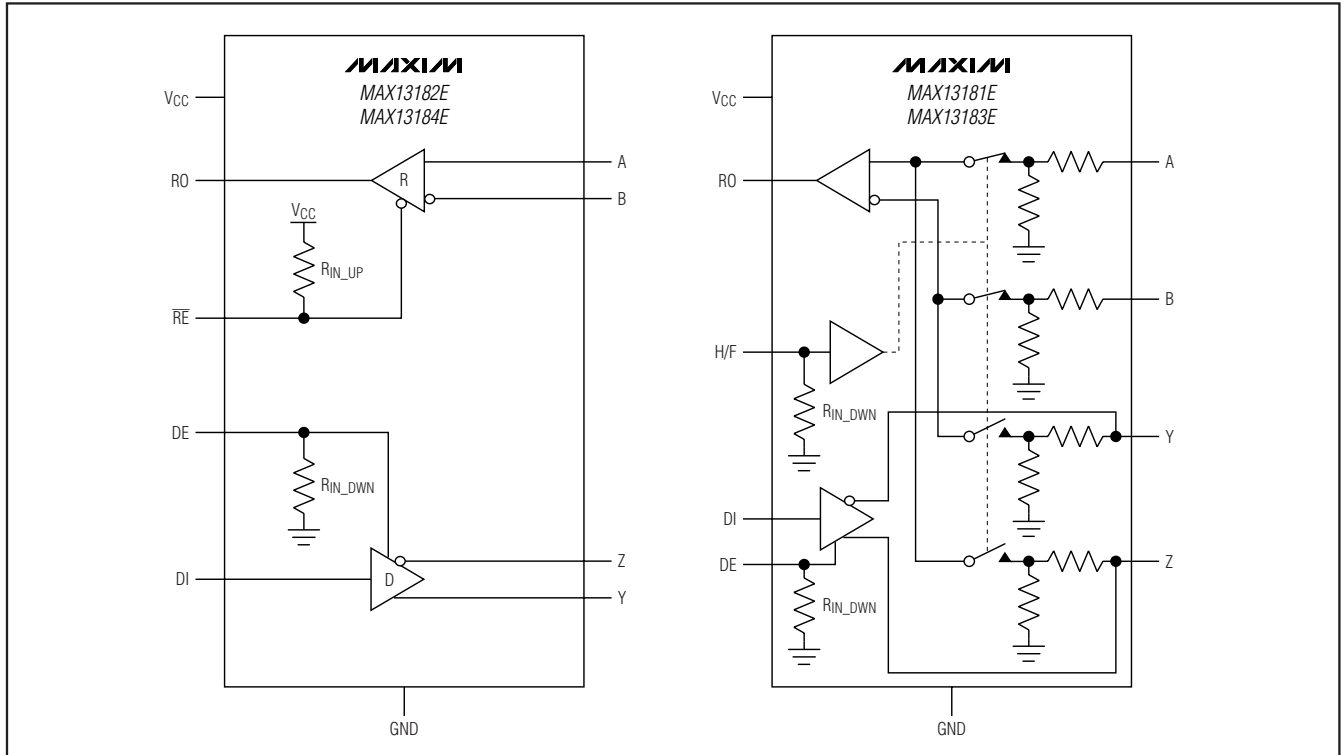 MAXIM
MAX13182E
MAX13184E
VCC
RO
R
A
B
VCC
RIN_UP
RE
DE
RIN_DWN
DI
D
Z
Y
GND
MAXIM
MAX13181E
MAX13183E
VCC
RO
A
B
H/F
RIN_DWN
Y
DI
DE
Z
RIN_DWN
GND